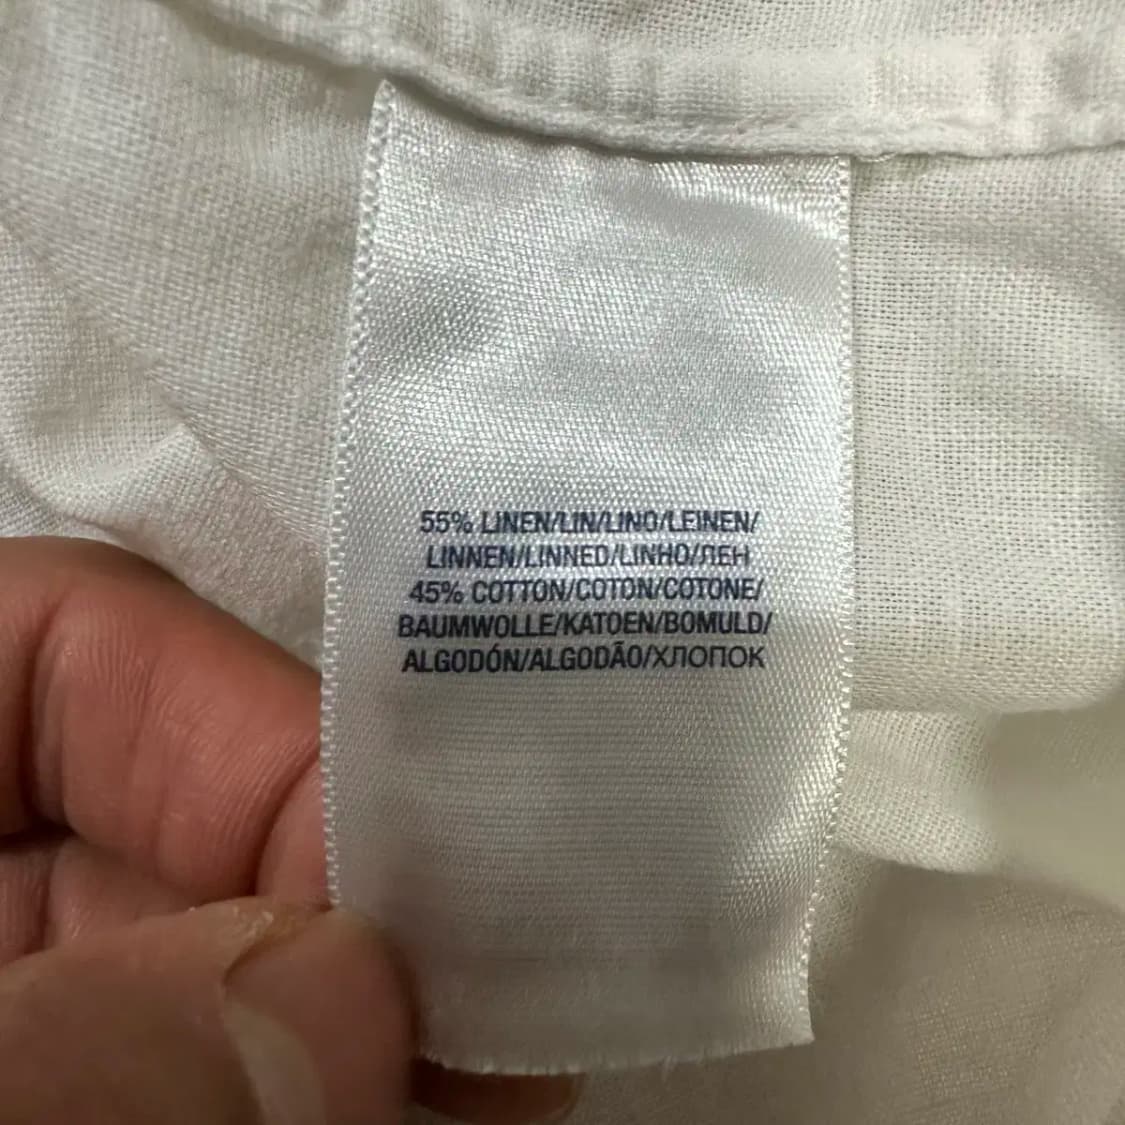 55% LINEN/LIN/LINO/LEINEN/
LINNEN/LINNED/LINHO/ЛЕН
45% COTTON/COTON/COTONE/
BAUMWOLLE/KATOEN/BOMULD/
ALGODÓN/ALGODÃO/ХЛОПОК